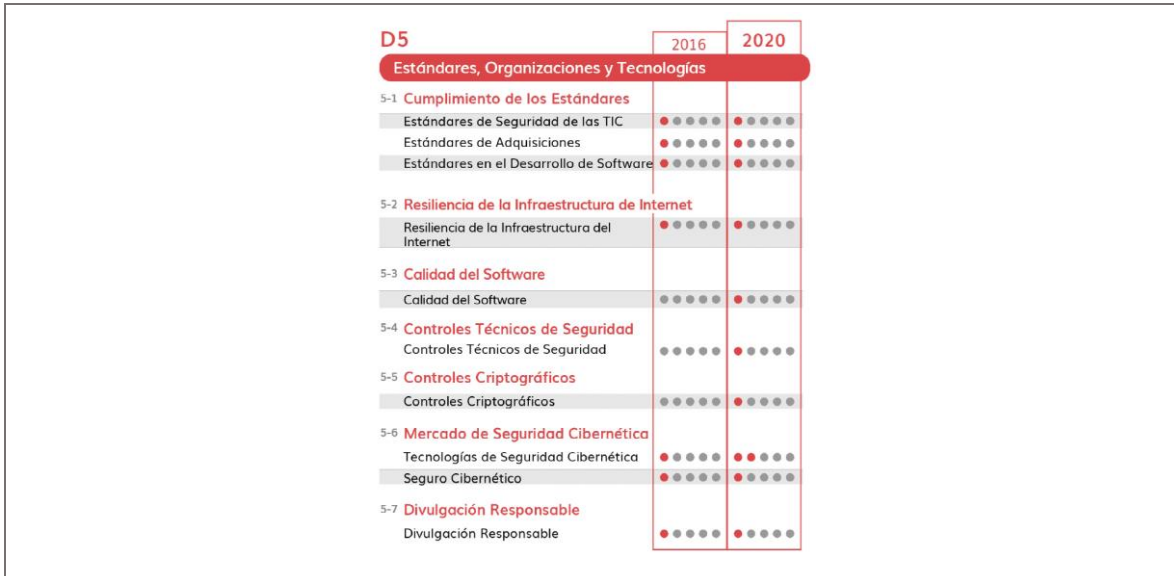 D5
2016
2020
Estándares, Organizaciones y Tecnologías
5-1 Cumplimiento de los Estándares
Estándares de Seguridad de las TIC
Estándares de Adquisiciones
Estándares en el Desarrollo de Software
5-2 Resiliencia de la Infraestructura de Internet
Resiliencia de la Infraestructura del
Internet
5-3 Calidad del Software
Calidad del Software
5-4 Controles Técnicos de Seguridad
Controles Técnicos de Seguridad
5-5 Controles Criptográficos
Controles Criptográficos
5-6 Mercado de Seguridad Cibernética
Tecnologías de Seguridad Cibernética
Seguro Cibernético
5-7 Divulgación Responsable
Divulgación Responsable